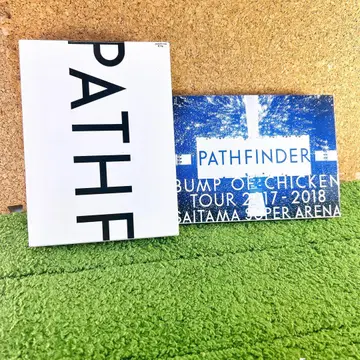 PATHF
PATHFINDER
BUMP OF CHICKEN
TOUR 2017-2018
SAITAMA SUPER ARENA